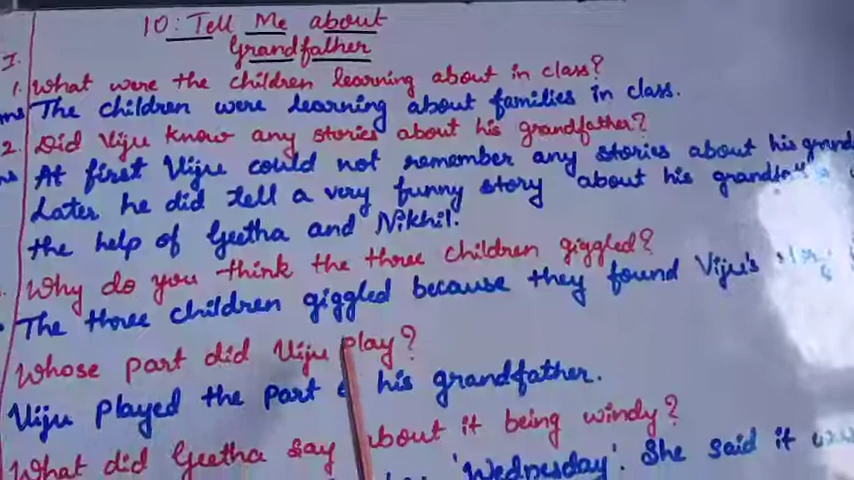 10: Tell Me about
Grandfather
I.
1. What were the children learning about in class?
The children were learning about families in class.
2. Did Viju know any stories about his grandfather?
At first Viju could not remember any stories about his
Later he did tell a very funny story about his
the help of Geetha and Nikhil.
Why do you think the three children giggled?
The three children giggled because they found Viju's
Whose part did Viju play?
Viju played the part his grandfather.
What did Geetha say about it being windy?
'Wednesday'. She said it